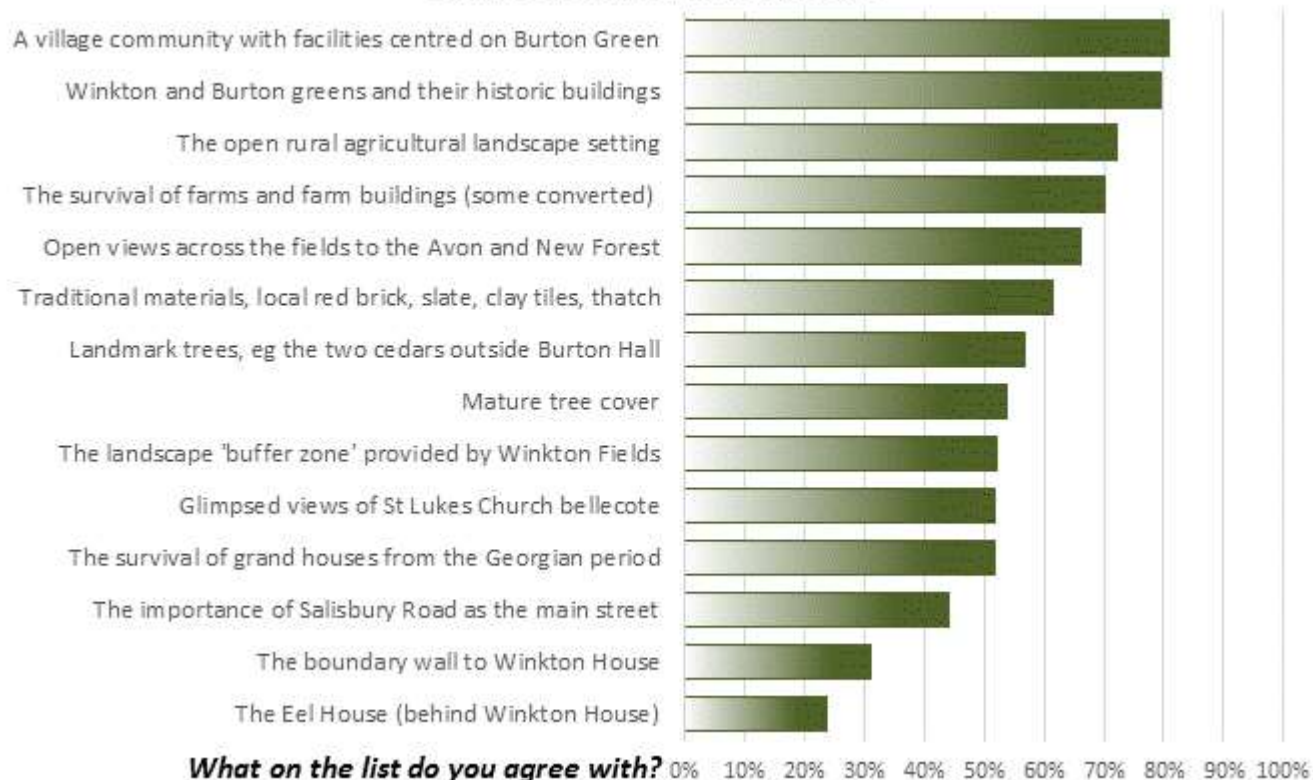 A village community with facilities centred on Burton Green
Winkton and Burton greens and their historic buildings
The open rural agricultural landscape setting
The survival of farms and farm buildings (some converted)
Open views across the fields to the Avon and New Forest
Traditional materials, local red brick, slate, clay tiles, thatch
Landmark trees, eg the two cedars outside Burton Hall
Mature tree cover
The landscape 'buffer zone' provided by Winkton Fields
Glimpsed views of St Lukes Church bellecote
The survival of grand houses from the Georgian period
The importance of Salisbury Road as the main street
The boundary wall to Winkton House
The Eel House (behind Winkton House)
What on the list do you agree with? 0% 10% 20% 30% 40% 50% 60% 70% 80% 90% 100%